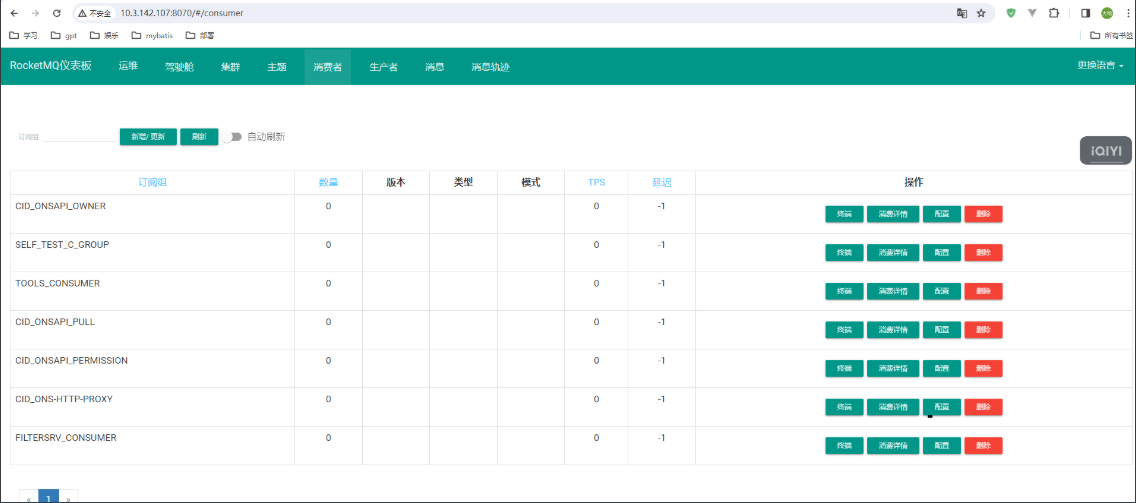 不安全 10.3.142.107:8070/#/consumer
学习 gpt 娱乐 mybatis 部署 所有书签
RocketMQ仪表板 运维 驾驶舱 集群 主题 消费者 生产者 消息 消息轨迹 更换语言
订阅组 新增/更新 刷新 自动刷新
iQIYI
订阅组 数量 版本 类型 模式 TPS 延迟 操作
CID_ONSAPI_OWNER 0 0 -1 终端 消费详情 配置 删除
SELF_TEST_C_GROUP 0 0 -1 终端 消费详情 配置 删除
TOOLS_CONSUMER 0 0 -1 终端 消费详情 配置 删除
CID_ONSAPI_PULL 0 0 -1 终端 消费详情 配置 删除
CID_ONSAPI_PERMISSION 0 0 -1 终端 消费详情 配置 删除
CID_ONS-HTTP-PROXY 0 0 -1 终端 消费详情 配置 删除
FILTERSRV_CONSUMER 0 0 -1 终端 消费详情 配置 删除
« 1 »